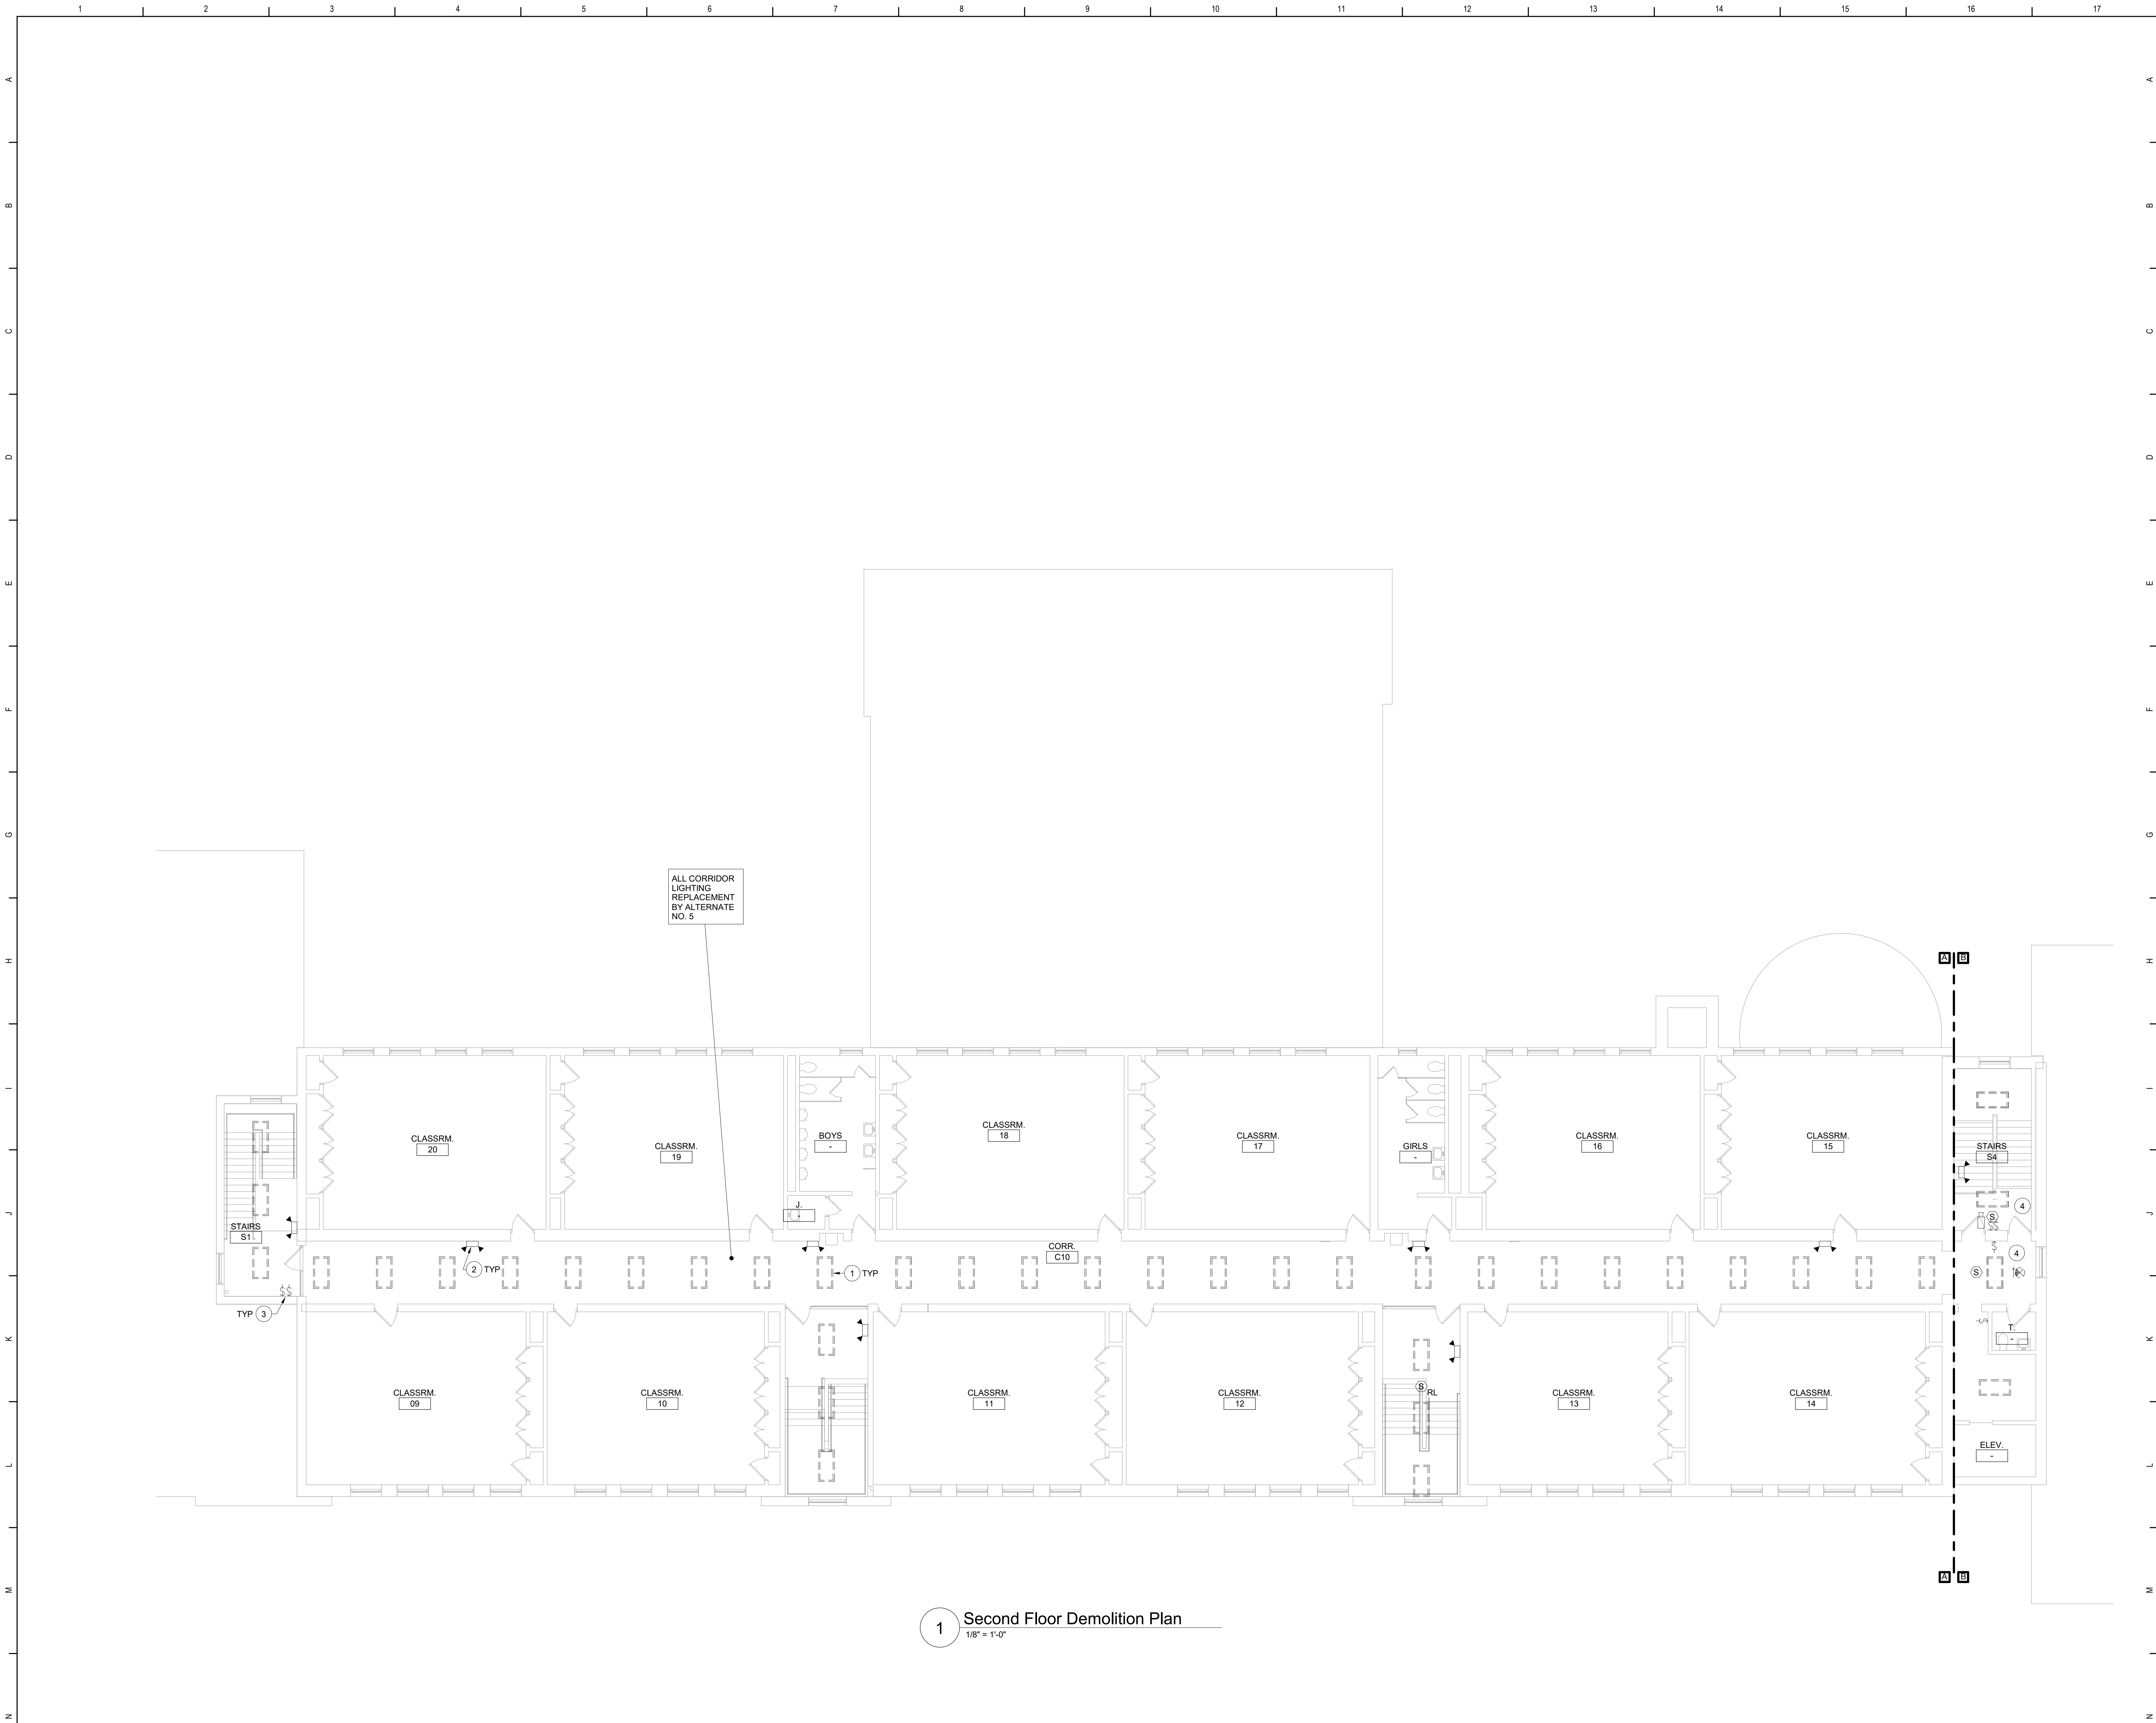 1 2 3 4 5 6 7 8 9 10 11 12 13 14 15 16 17
A A
B B
C C
D D
E E
F F
G G
ALL CORRIDOR
LIGHTING
REPLACEMENT
BY ALTERNATE
NO. 5
H H
A B
I I
CLASSRM.
20
CLASSRM.
19
BOYS
-
CLASSRM.
18
CLASSRM.
17
GIRLS
-
CLASSRM.
16
CLASSRM.
15
STAIRS
S4
J J
J.
-
STAIRS
S1
4
S
$$
CORR.
C10
$
4
2 TYP
1 TYP
S
$$
TYP 3
K K
$
T.
-
S RL
CLASSRM.
09
CLASSRM.
10
CLASSRM.
11
CLASSRM.
12
CLASSRM.
13
CLASSRM.
14
ELEV.
-
L L
A B
M M
1 Second Floor Demolition Plan
1/8" = 1'-0"
N N